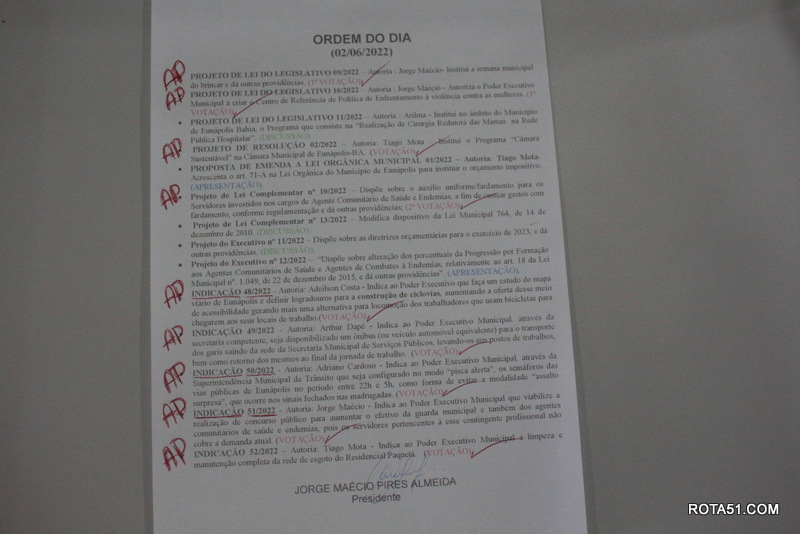 ORDEM DO DIA
(02/06/2022)
AP PROJETO DE LEI DO LEGISLATIVO 09/2022 – Autoria : Jorge Maécio- Institui a semana municipal
do brincar e dá outras providências. (1ª VOTAÇÃO)
AP PROJETO DE LEI DO LEGISLATIVO 10/2022 – Autoria : Jorge Maécio - Autoriza o Poder Executivo
Municipal a criar o Centro de Referência de Política de Enfrentamento à violência contra as mulheres. (1ª
VOTAÇÃO)
• PROJETO DE LEI DO LEGISLATIVO 11/2022 – Autoria : Arilma - Institui no âmbito do Município
de Eunápolis Bahia, o Programa que consiste na “Realização de Cirurgia Redutora das Mamas na Rede
Pública Hospitalar”. (DISCUSSÃO).
AP PROJETO DE RESOLUÇÃO 02/2022 – Autoria: Tiago Mota - Institui o Programa “Câmara
Sustentável” na Câmara Municipal de Eunápolis-BA. (VOTAÇÃO)
• PROPOSTA DE EMENDA A LEI ORGÂNICA MUNICIPAL 01/2022 – Autoria: Tiago Mota-
Acrescenta o art. 71-A na Lei Orgânica do Município de Eunápolis para instituir o orçamento impositivo.
(APRESENTAÇÃO).
AP Projeto de Lei Complementar nº 10/2022 – Dispõe sobre o auxílio uniforme/fardamento para os
Servidores investidos nos cargos de Agente Comunitário de Saúde e Endemias, a fim de custear gastos com
fardamento, conforme regulamentação e dá outras providências; (2ª VOTAÇÃO)
• Projeto de Lei Complementar nº 13/2022 – Modifica dispositivo da Lei Municipal 764, de 14 de
dezembro de 2010. (DISCUSSÃO).
• Projeto do Executivo nº 11/2022 – Dispõe sobre as diretrizes orçamentárias para o exercício de 2023, e dá
outras providências. (DISCUSSÃO).
• Projeto do Executivo nº 12/2022 – “Dispõe sobre alteração dos percentuais da Progressão por Formação
aos Agentes Comunitários de Saúde e Agentes de Combates à Endemias, relativamente ao art. 18 da Lei
Municipal nº. 1.049, de 22 de dezembro de 2015, e dá outras providências”. (APRESENTAÇÃO).
AP INDICAÇÃO 48/2022 - Autoria: Adeilson Costa - Indica ao Poder Executivo que faça um estudo do mapa
viário de Eunápolis e definir logradouros para a construção de ciclovias, aumentando a oferta desse meio
de acessibilidade gerando mais uma alternativa para locomoção dos trabalhadores que usam bicicletas para
chegarem aos seus locais de trabalho.(VOTAÇÃO)
AP INDICAÇÃO 49/2022 - Autoria: Arthur Dapé - Indica ao Poder Executivo Municipal, através da
secretaria competente, seja disponibilizado um ônibus (ou veículo automóvel equivalente) para o transporte
dos garis saindo da sede da Secretaria Municipal de Serviços Públicos, levando-os aos postos de trabalhos,
bem como retorno dos mesmos ao final da jornada de trabalho. (VOTAÇÃO)
AP INDICAÇÃO 50/2022 - Autoria: Adriano Cardoso - Indica ao Poder Executivo Municipal, através da
Superintendência Municipal de Trânsito que seja configurado no modo “pisca alerta”, os semáforos das
vias públicas de Eunápolis no período entre 22h e 5h, como forma de evitar a modalidade “assalto
surpresa”, que ocorre nos sinais fechados nas madrugadas. (VOTAÇÃO)
AP INDICAÇÃO 51/2022 - Autoria: Jorge Maécio - Indica ao Poder Executivo Municipal que viabilize a
realização de concurso público para aumentar o efetivo da guarda municipal e também dos agentes
comunitários de saúde e endemias, pois os servidores pertencentes à esse contingente profissional não
cobre a demanda atual. (VOTAÇÃO)
AP INDICAÇÃO 52/2022 - Autoria: Tiago Mota - Indica ao Poder Executivo Municipal a limpeza e
manutenção completa da rede de esgoto do Residencial Paquetá. (VOTAÇÃO)
JORGE MAÉCIO PIRES ALMEIDA
Presidente
ROTA51.COM